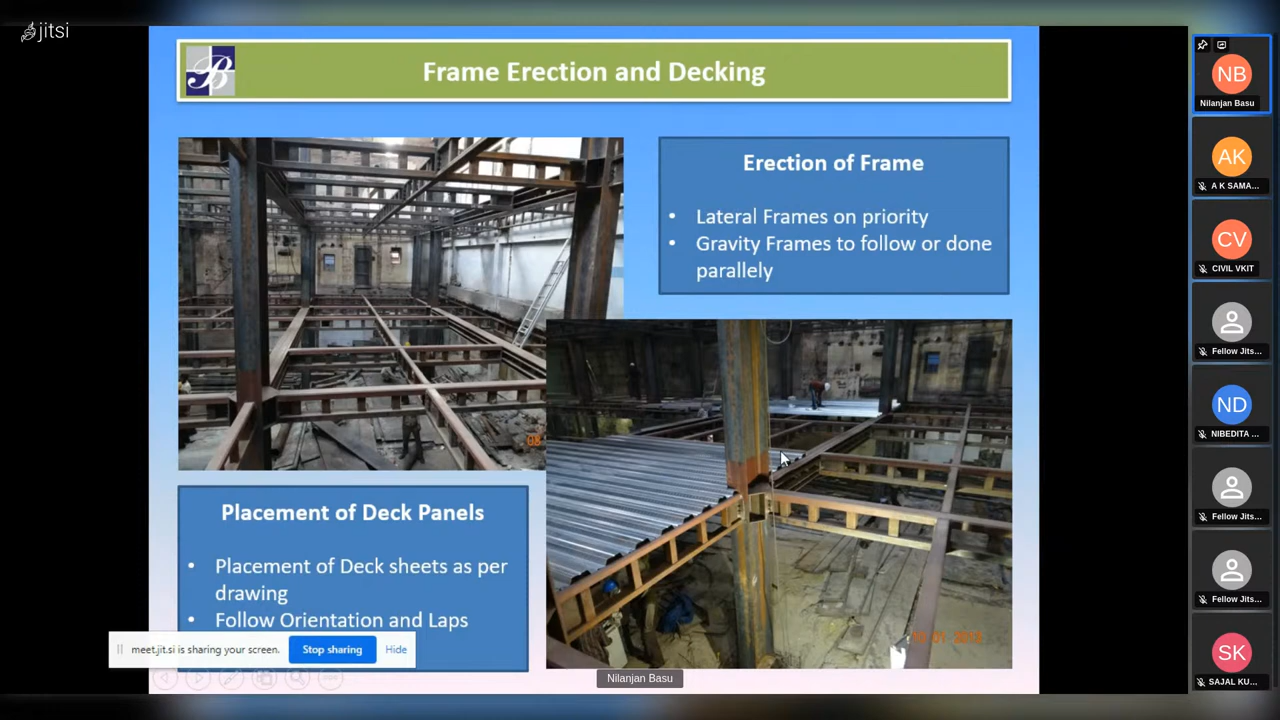 jitsi
Frame Erection and Decking
Erection of Frame
• Lateral Frames on priority
• Gravity Frames to follow or done
parallely
Placement of Deck Panels
• Placement of Deck sheets as per
drawing
• Follow Orientation and Laps
meet.jit.si is sharing your screen.
Stop sharing
Hide
Nilanjan Basu
NB
Nilanjan Basu
AK
A K SAMA...
CV
CIVIL VKIT
Fellow Jits...
ND
NIBEDITA ...
Fellow Jits...
Fellow Jits...
SK
SAJAL KU...